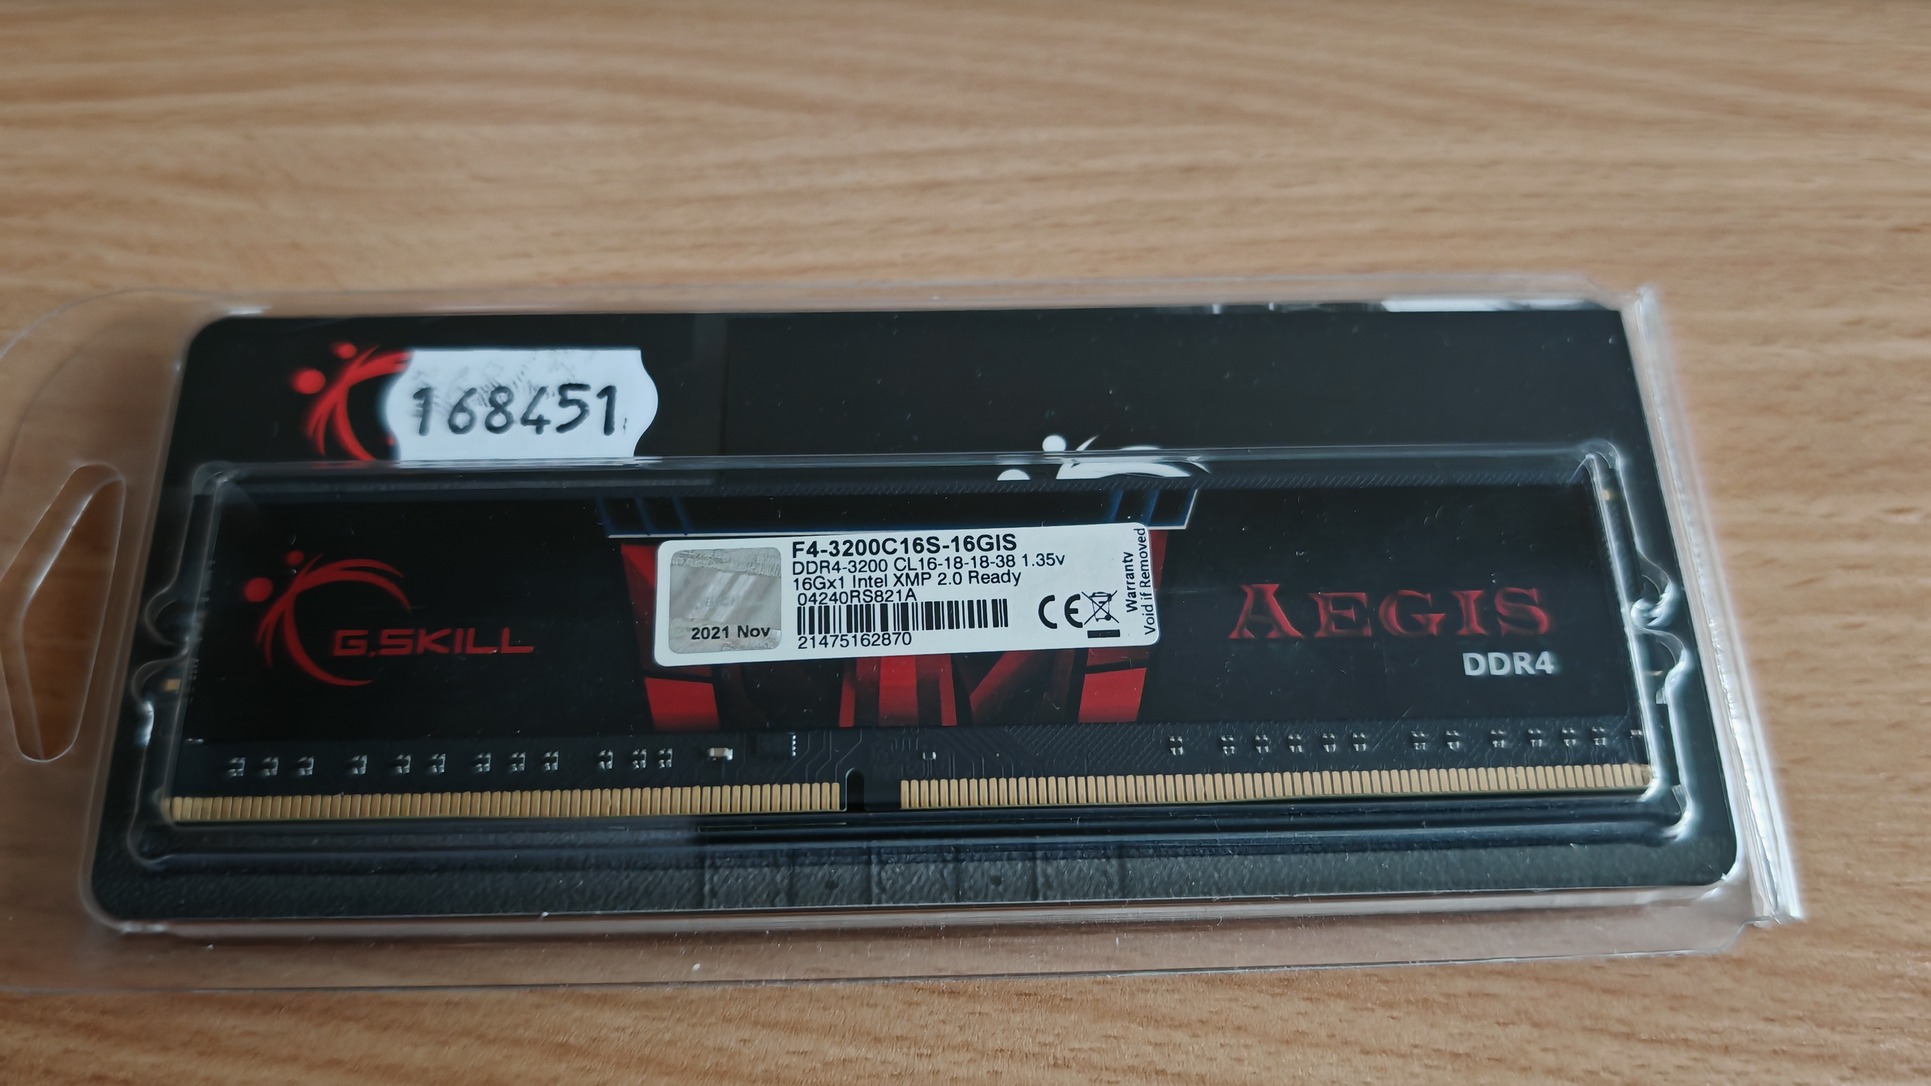 168451
G.SKILL
2021 Nov
F4-3200C16S-16GIS
DDR4-3200 CL16-18-18-38 1.35v
16Gx1 Intel XMP 2.0 Ready
04240RS821A
21475162870
CE
Warranty
Void if Removed
AEGIS
DDR4